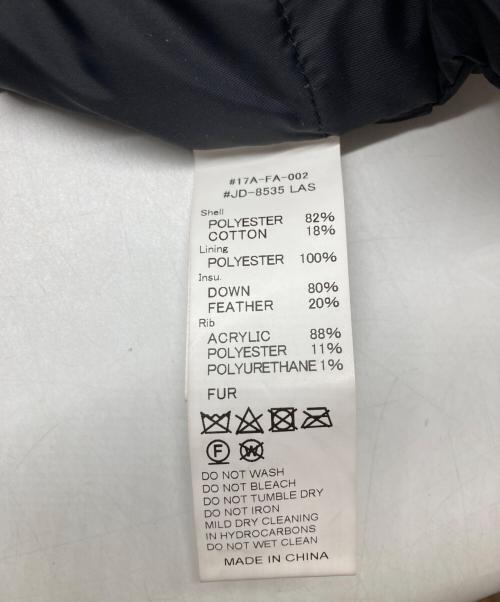 #17A-FA-002
#JD-8535 LAS
Shell
POLYESTER 82%
COTTON 18%
Lining
POLYESTER 100%
Insu.
DOWN 80%
FEATHER 20%
Rib
ACRYLIC 88%
POLYESTER 11%
POLYURETHANE 1%
FUR
F W
DO NOT WASH
DO NOT BLEACH
DO NOT TUMBLE DRY
DO NOT IRON
MILD DRY CLEANING
IN HYDROCARBONS
DO NOT WET CLEAN
MADE IN CHINA